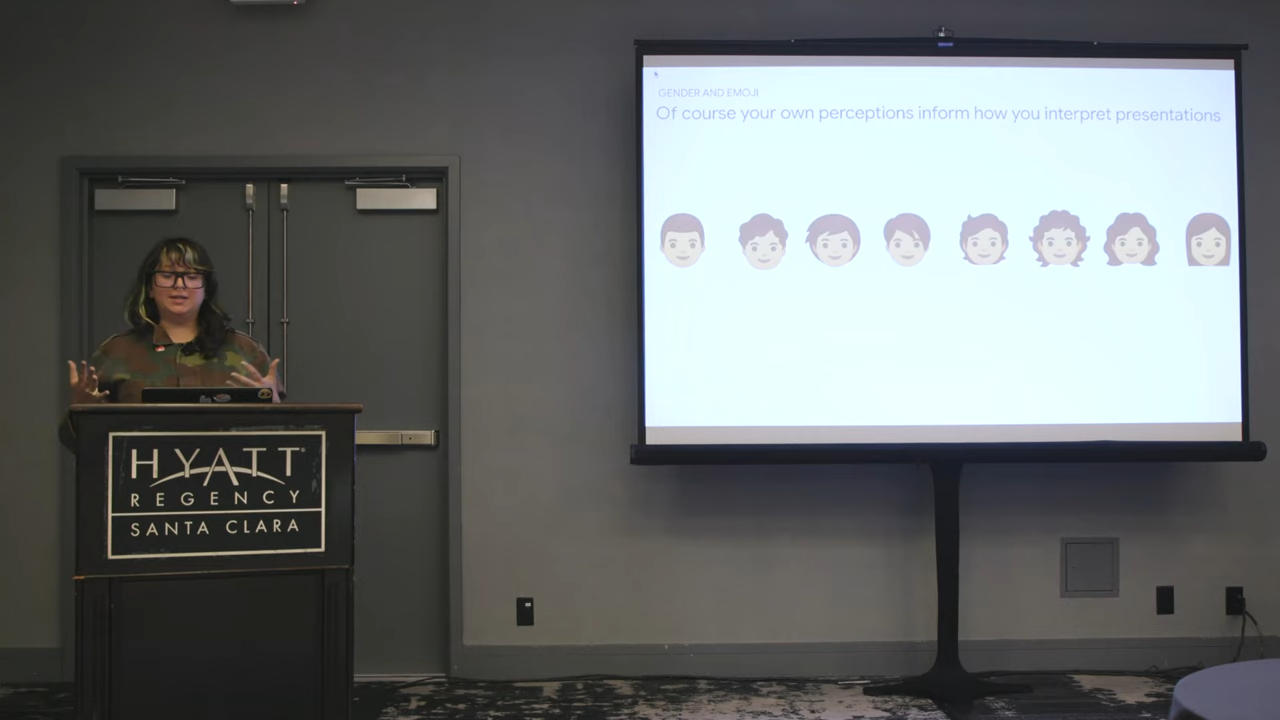 GENDER AND EMOJI
Of course your own perceptions inform how you interpret presentations
HYATT
REGENCY
SANTA CLARA